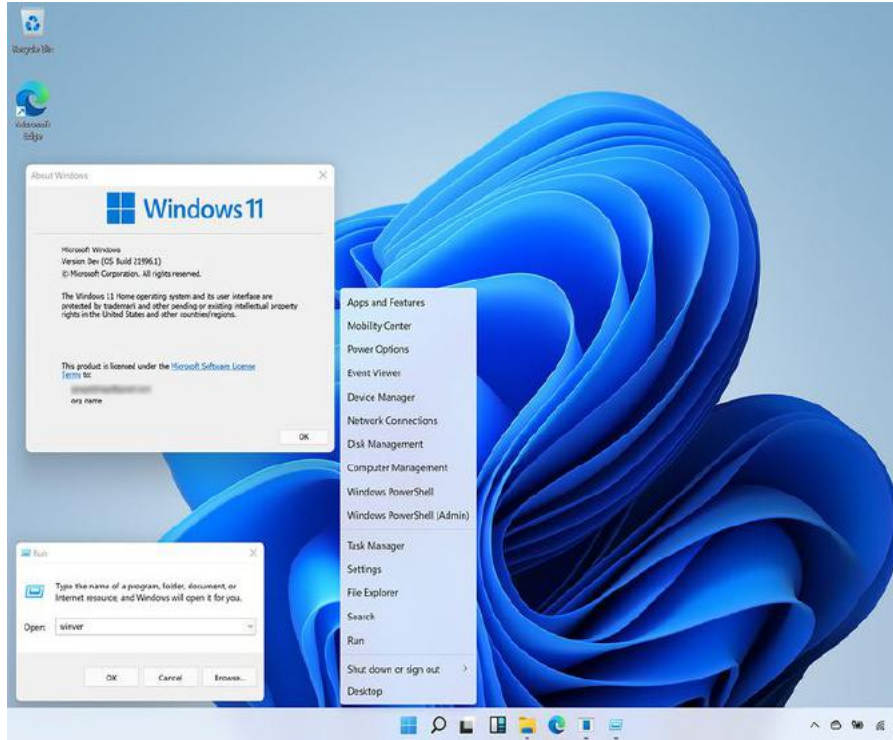 Recycle Bin
Microsoft
Edge
About Windows
Windows 11
Microsoft Windows
Version Dev (OS Build 21996.1)
© Microsoft Corporation. All rights reserved.
The Windows 11 Home operating system and its user interface are
protected by trademark and other pending or existing intellectual property
rights in the United States and other countries/regions.
This product is licensed under the Microsoft Software License
Terms to:
org name
OK
Apps and Features
Mobility Center
Power Options
Event Viewer
Device Manager
Network Connections
Disk Management
Computer Management
Windows PowerShell
Windows PowerShell (Admin)
Task Manager
Settings
File Explorer
Search
Run
Shut down or sign out
Desktop
Run
Type the name of a program, folder, document, or
Internet resource, and Windows will open it for you.
Open: winver
OK Cancel Browse...